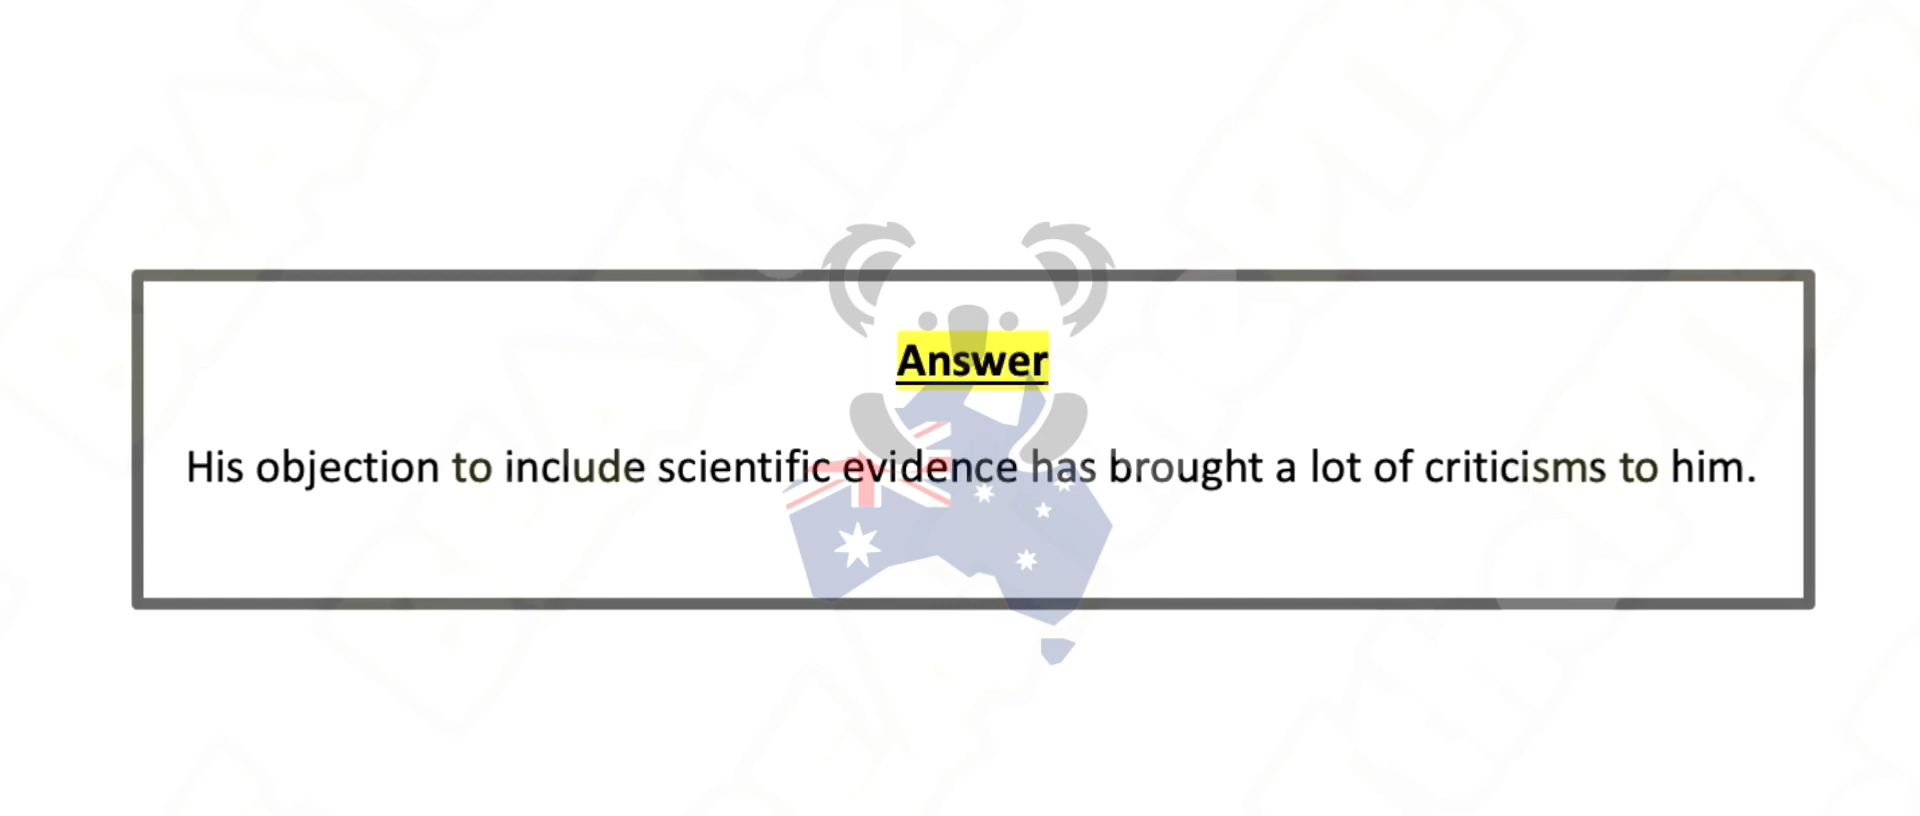 Answer
His objection to include scientific evidence has brought a lot of criticisms to him.